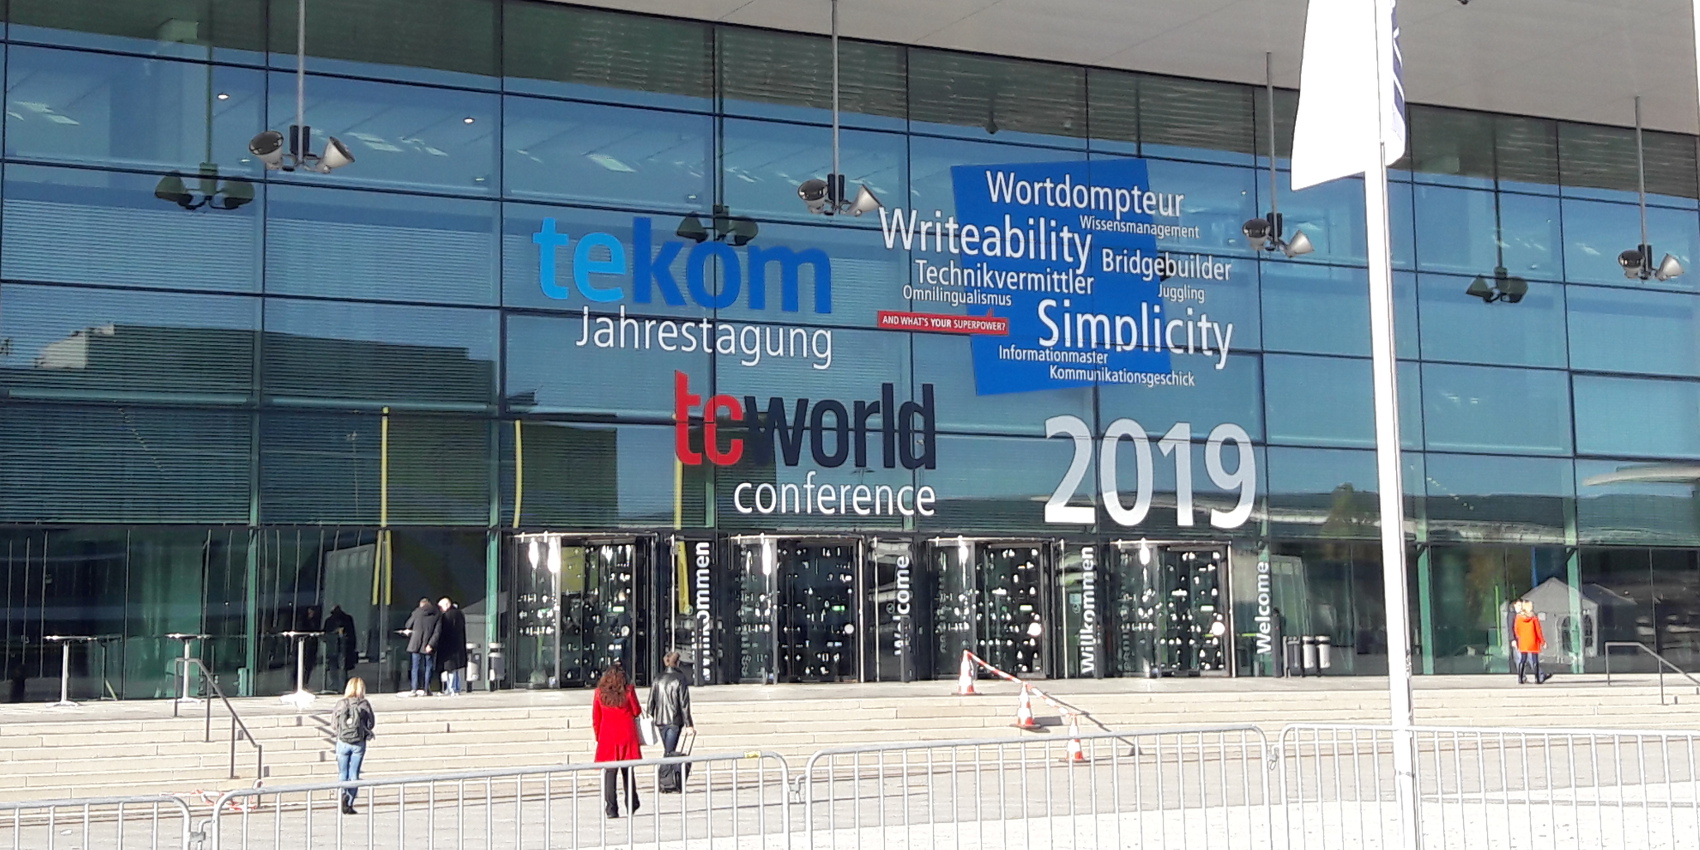 tekom
Jahrestagung
tcworld
conference
Wortdompteur
Wissensmanagement
Writeability
Bridgebuilder
Technikvermittler
Juggling
Omnilingualismus
AND WHAT'S YOUR SUPERPOWER?
Simplicity
Informationmaster
Kommunikationsgeschick
2019
Willkommen
Welcome
Willkommen
Welcome